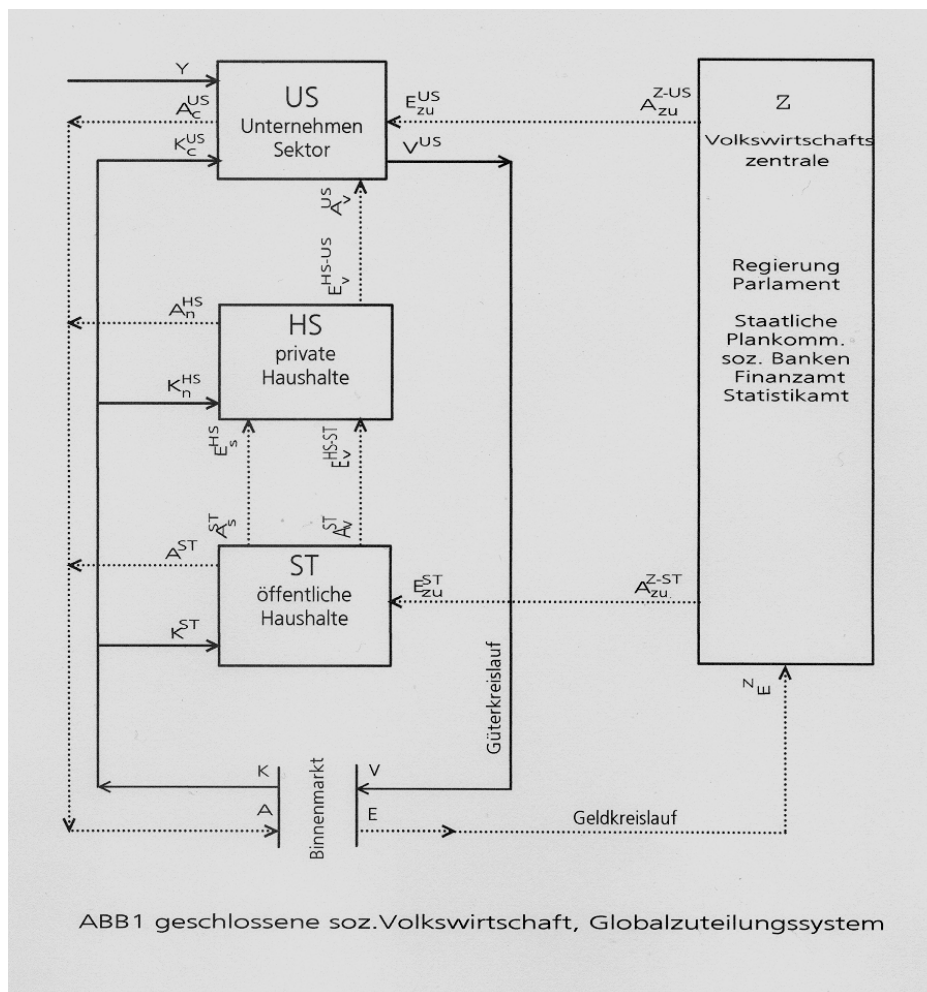 Y
US
Unternehmen
Sektor
A_c^US
K_c^US
E_zu^US
A_zu^Z-US
V^US
Z
Volkswirtschafts
zentrale
Regierung
Parlament
Staatliche
Plankomm.
soz. Banken
Finanzamt
Statistikamt
A_v^US
E_v^HS-US
A_n^HS
K_n^HS
HS
private
Haushalte
E_s^HS
E_v^HS-ST
A_s^ST
A_v^ST
A^ST
K^ST
ST
öffentliche
Haushalte
E_zu^ST
A_zu.^Z-ST
E^Z
Güterkreislauf
K
A
Binnenmarkt
V
E
Geldkreislauf
ABB1 geschlossene soz.Volkswirtschaft, Globalzuteilungssystem